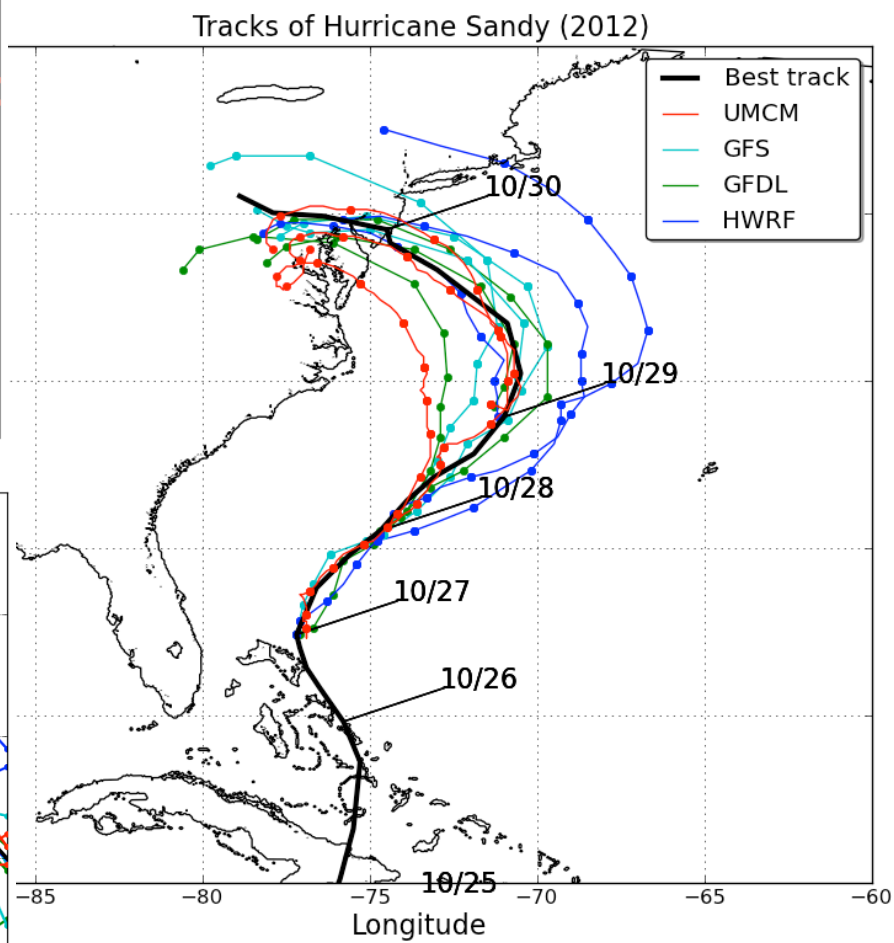 Tracks of Hurricane Sandy (2012)
Best track
UMCM
GFS
GFDL
HWRF
10/30
10/29
10/28
10/27
10/26
10/25
−85
−80
−75
−70
−65
−60
Longitude